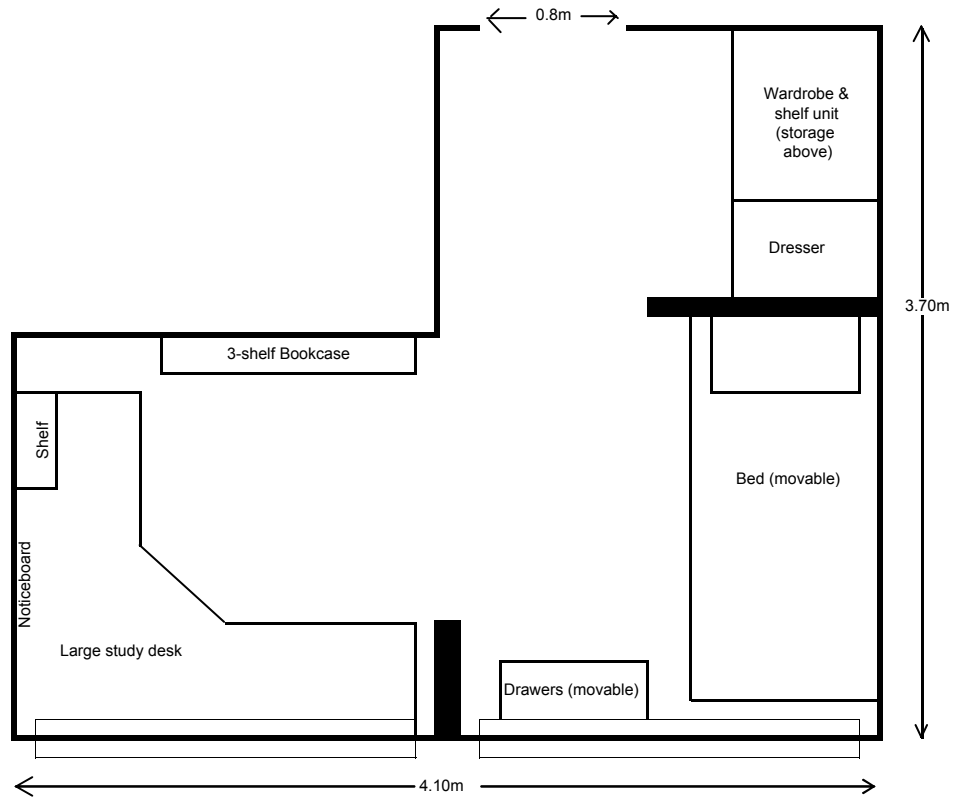 0.8m
Wardrobe &
shelf unit
(storage
above)
Dresser
3.70m
3-shelf Bookcase
Shelf
Bed (movable)
Noticeboard
Large study desk
Drawers (movable)
4.10m